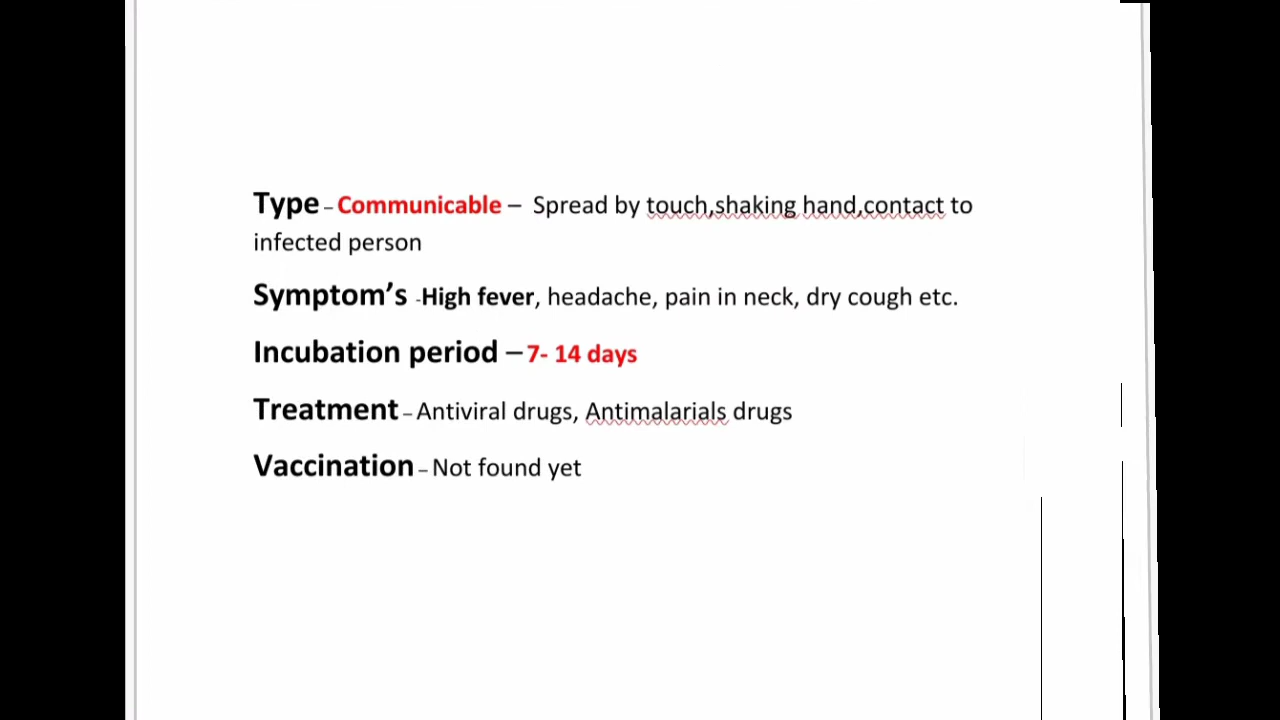 Type – Communicable – Spread by touch,shaking hand,contact to
infected person
Symptom’s -High fever, headache, pain in neck, dry cough etc.
Incubation period – 7- 14 days
Treatment – Antiviral drugs, Antimalarials drugs
Vaccination – Not found yet